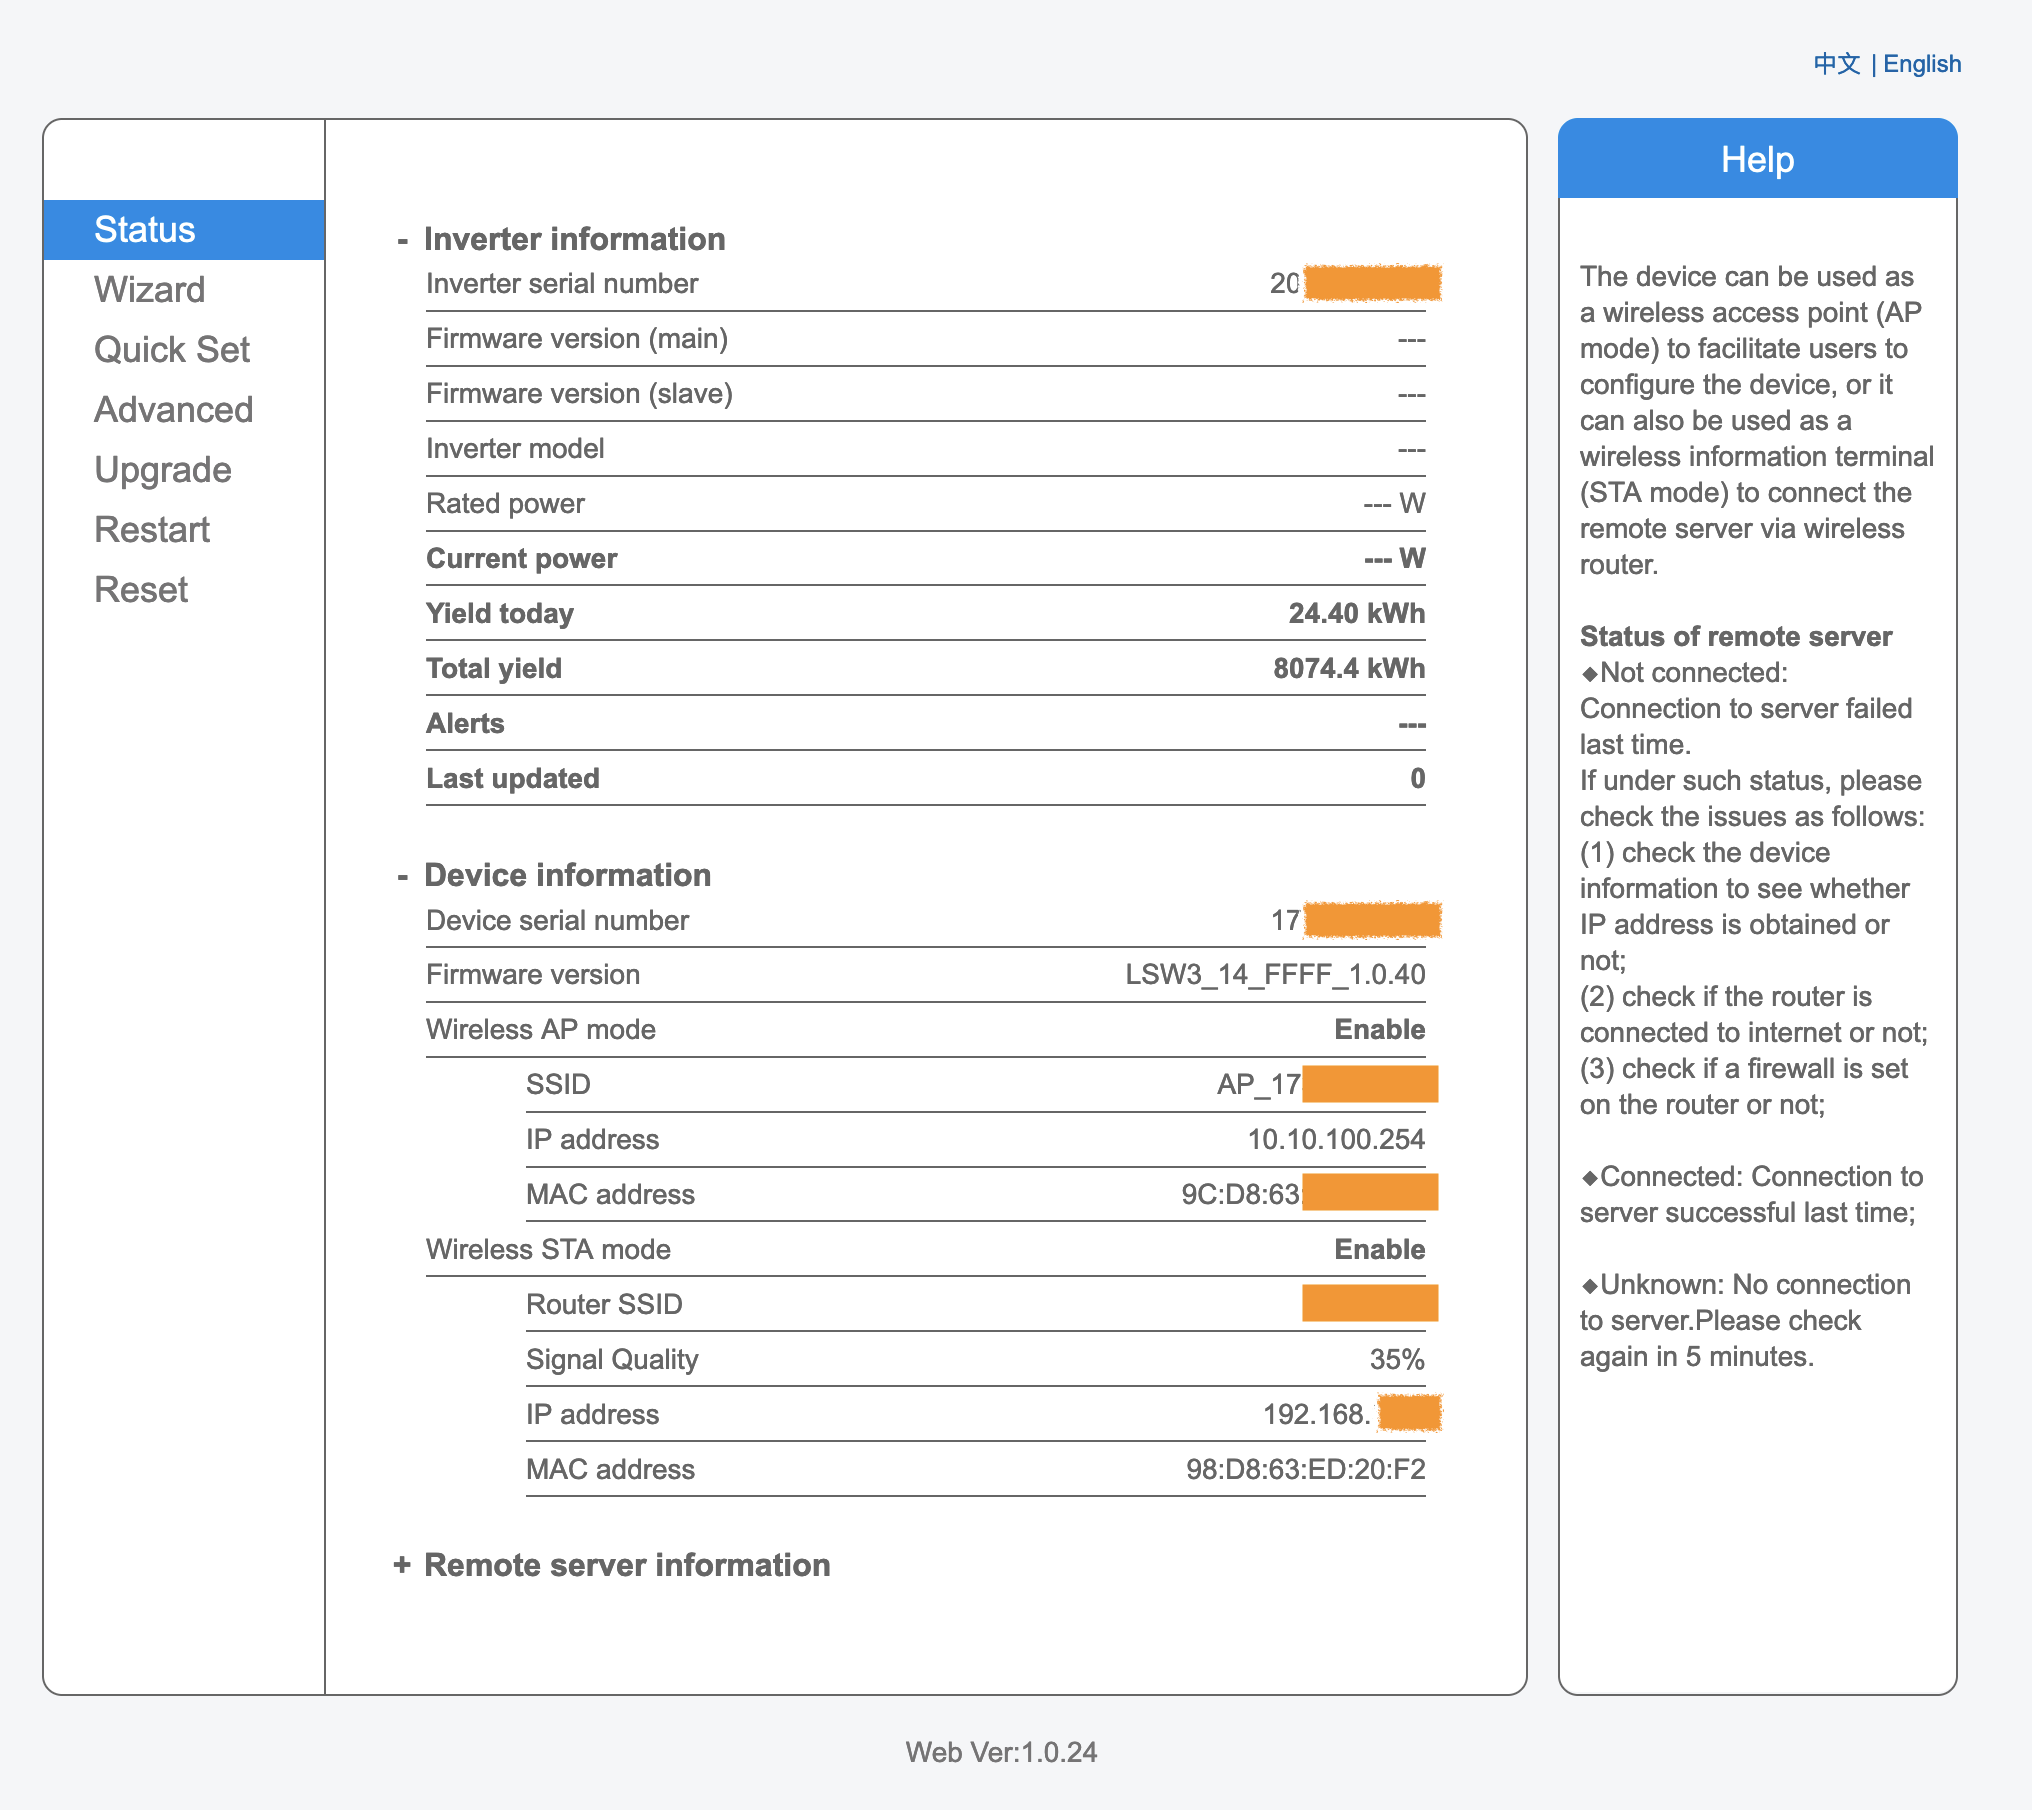 中文 | English
Status
Wizard
Quick Set
Advanced
Upgrade
Restart
Reset
- Inverter information
Inverter serial number 20
Firmware version (main) ---
Firmware version (slave) ---
Inverter model ---
Rated power --- W
Current power --- W
Yield today 24.40 kWh
Total yield 8074.4 kWh
Alerts ---
Last updated 0
- Device information
Device serial number 17
Firmware version LSW3_14_FFFF_1.0.40
Wireless AP mode Enable
SSID AP_17
IP address 10.10.100.254
MAC address 9C:D8:63:
Wireless STA mode Enable
Router SSID
Signal Quality 35%
IP address 192.168.
MAC address 98:D8:63:ED:20:F2
+ Remote server information
Help
The device can be used as
a wireless access point (AP
mode) to facilitate users to
configure the device, or it
can also be used as a
wireless information terminal
(STA mode) to connect the
remote server via wireless
router.
Status of remote server
◆Not connected:
Connection to server failed
last time.
If under such status, please
check the issues as follows:
(1) check the device
information to see whether
IP address is obtained or
not;
(2) check if the router is
connected to internet or not;
(3) check if a firewall is set
on the router or not;
◆Connected: Connection to
server successful last time;
◆Unknown: No connection
to server.Please check
again in 5 minutes.
Web Ver:1.0.24